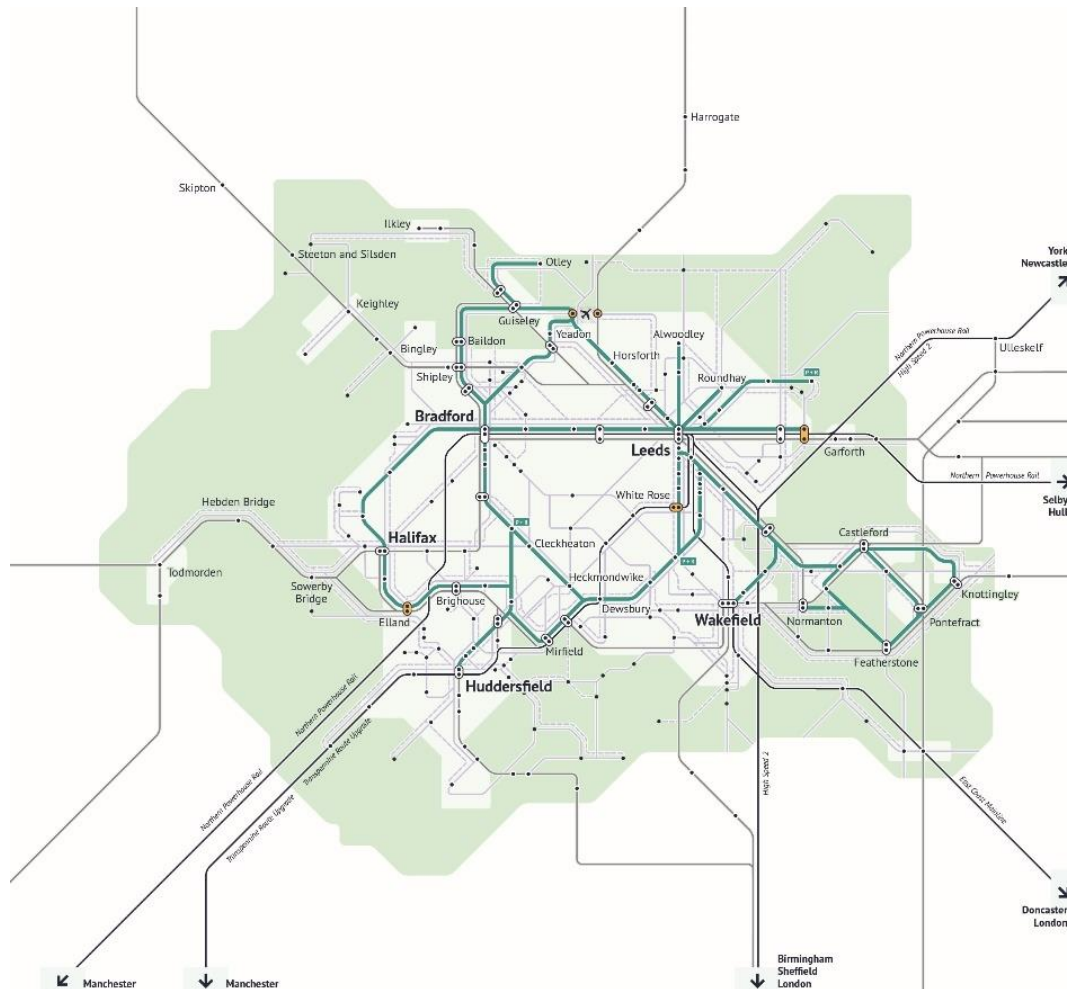 Harrogate
Skipton
Ilkley
Steeton and Silsden
Otley
York
Newcastle
Keighley
Guiseley
Yeadon
Alwoodley
Northern Powerhouse Rail
High Speed 2
Ulleskelf
Bingley
Baildon
Horsforth
Shipley
Roundhay
P+R
Bradford
Leeds
Garforth
Northern Powerhouse Rail
Selby
Hull
White Rose
Hebden Bridge
P+R
Castleford
Halifax
Cleckheaton
P+R
Todmorden
Sowerby
Bridge
Heckmondwike
Knottingley
Brighouse
Elland
Dewsbury
Wakefield
Normanton
Pontefract
Mirfield
Featherstone
Huddersfield
Northern Powerhouse Rail
Transpennine Route Upgrade
Northern Powerhouse Rail
Transpennine Route Upgrade
High Speed 2
East Coast Mainline
Doncaster
London
Manchester
Manchester
Birmingham
Sheffield
London